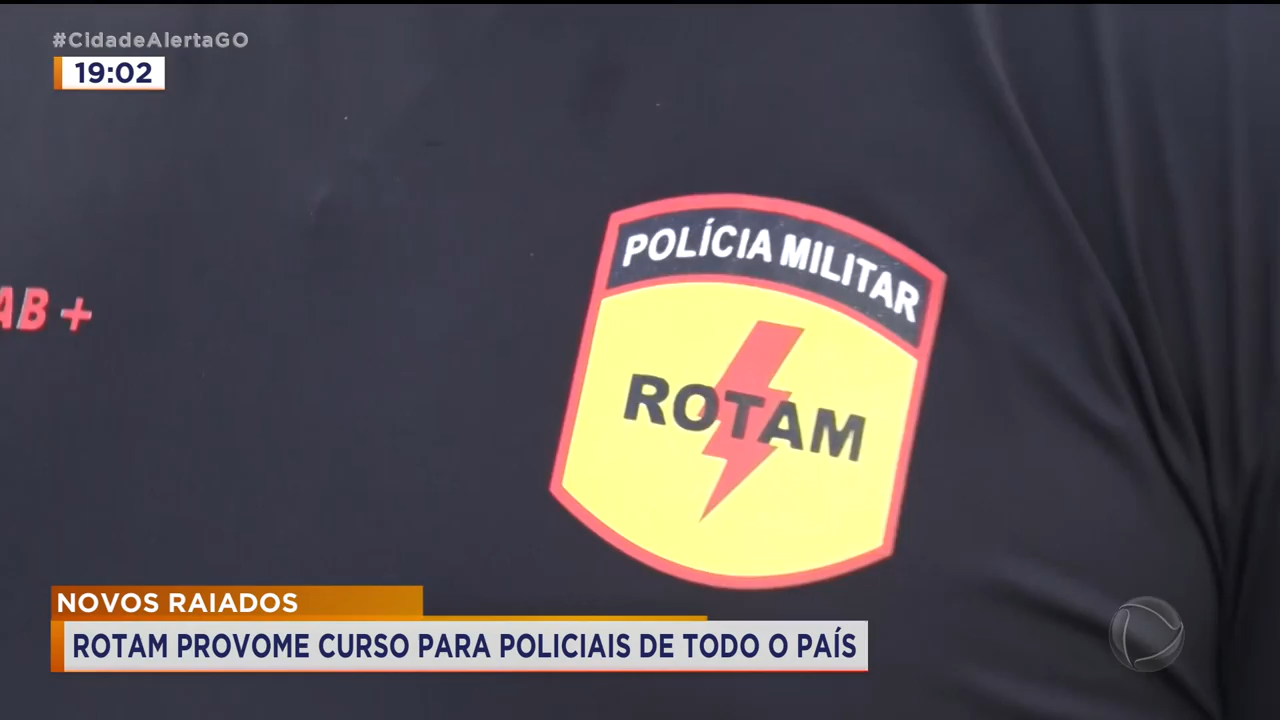 #CidadeAlertaGO
19:02
POLÍCIA MILITAR
AB +
ROTAM
NOVOS RAIADOS
ROTAM PROVOME CURSO PARA POLICIAIS DE TODO O PAÍS